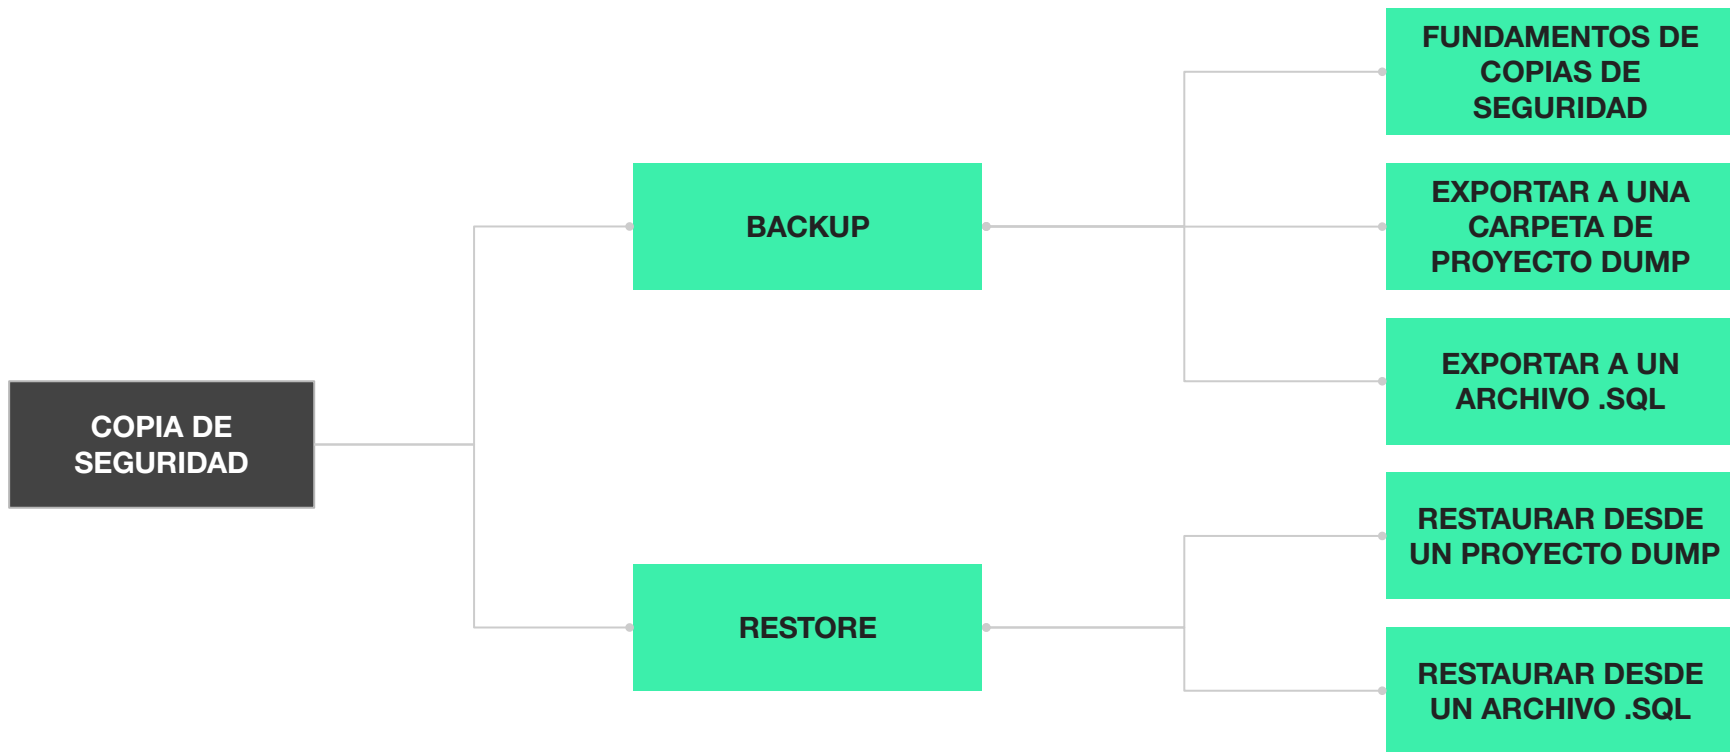 COPIA DE
SEGURIDAD
BACKUP
FUNDAMENTOS DE
COPIAS DE
SEGURIDAD
EXPORTAR A UNA
CARPETA DE
PROYECTO DUMP
EXPORTAR A UN
ARCHIVO .SQL
RESTORE
RESTAURAR DESDE
UN PROYECTO DUMP
RESTAURAR DESDE
UN ARCHIVO .SQL